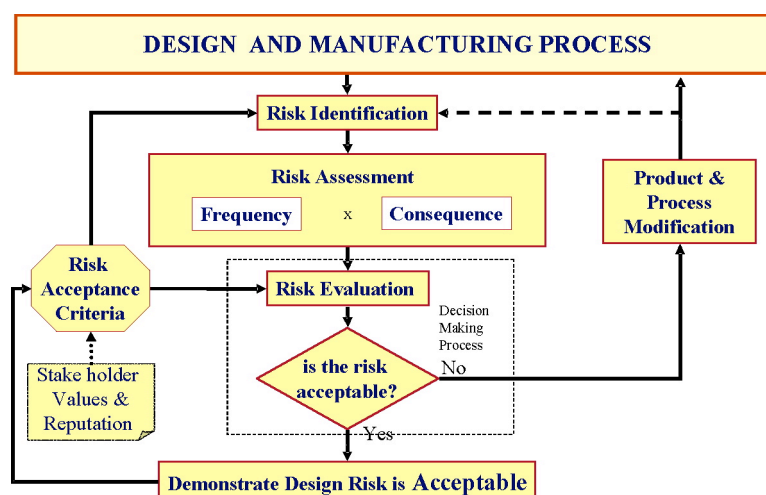 DESIGN AND MANUFACTURING PROCESS
Risk Identification
Risk Assessment
Frequency x Consequence
Product &
Process
Modification
Risk
Acceptance
Criteria
Risk Evaluation
Decision
Making
Process
is the risk
acceptable?
No
Stake holder
Values &
Reputation
Yes
Demonstrate Design Risk is Acceptable